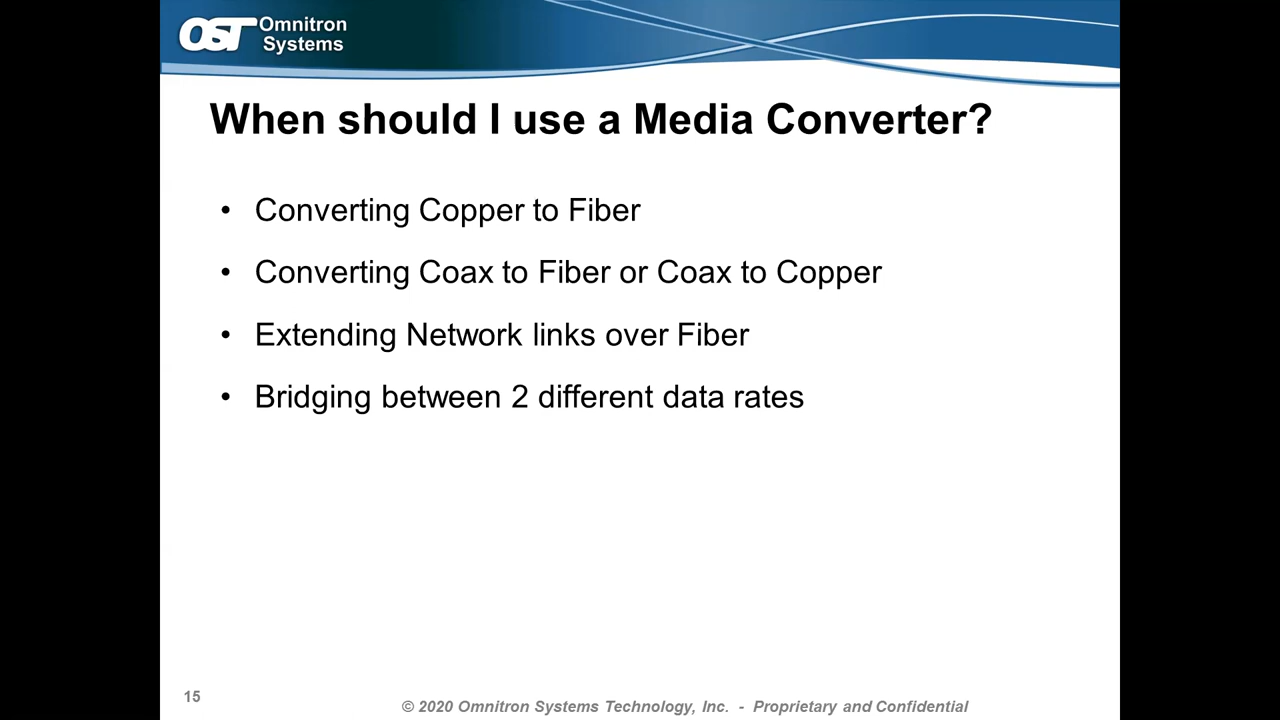 OST Omnitron
Systems
When should I use a Media Converter?
• Converting Copper to Fiber
• Converting Coax to Fiber or Coax to Copper
• Extending Network links over Fiber
• Bridging between 2 different data rates
15
© 2020 Omnitron Systems Technology, Inc. - Proprietary and Confidential